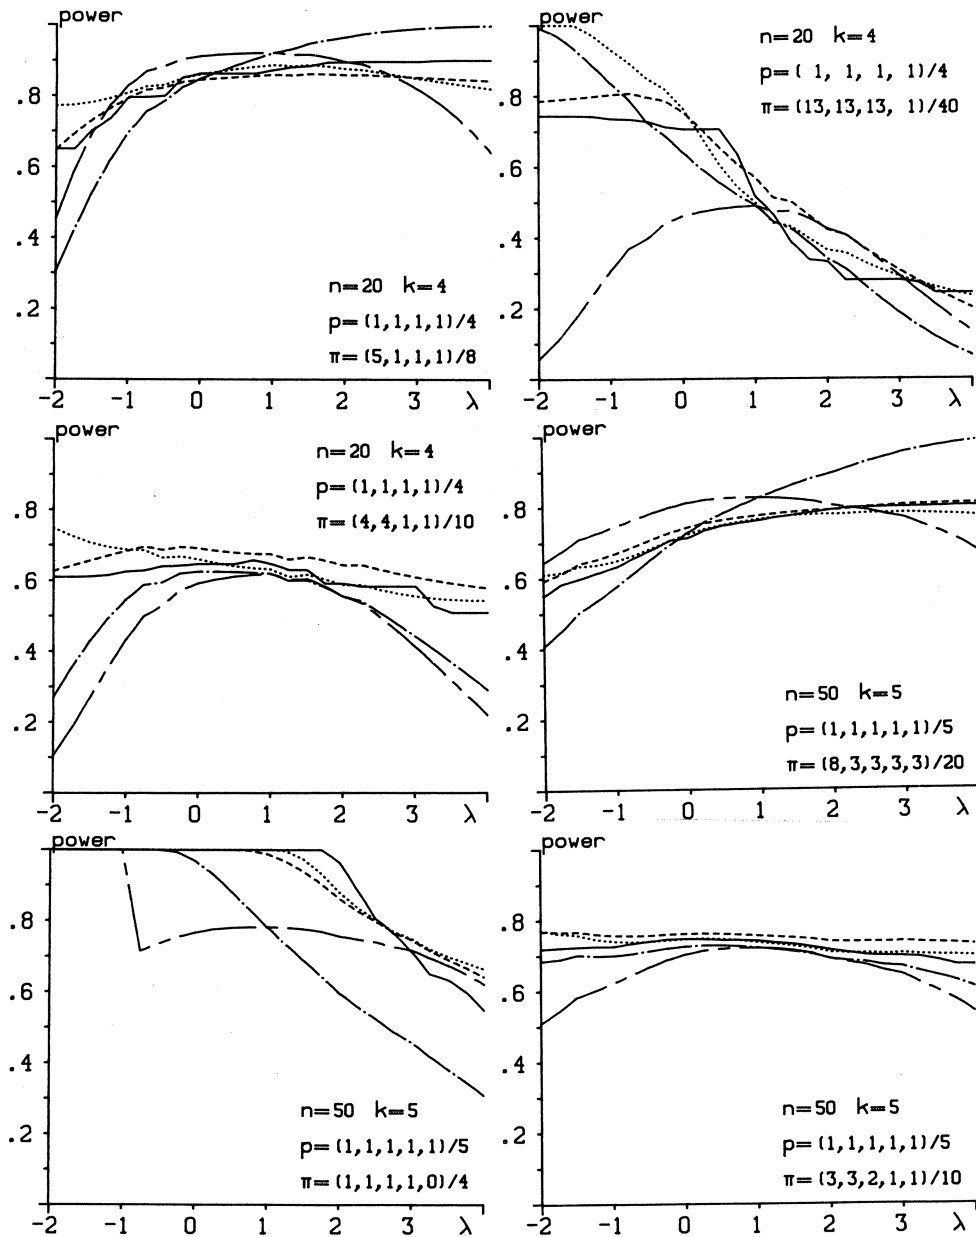 power
.8
.6
.4
.2
n=20 k=4
p=(1,1,1,1)/4
π=(5,1,1,1)/8
-2 -1 0 1 2 3 λ
power
n=20 k=4
p=( 1, 1, 1, 1)/4
π=(13,13,13, 1)/40
.8
.6
.4
.2
-2 -1 0 1 2 3 λ
power
n=20 k=4
p=(1,1,1,1)/4
π=(4,4,1,1)/10
.8
.6
.4
.2
-2 -1 0 1 2 3 λ
power
.8
.6
.4
.2
n=50 k=5
p=(1,1,1,1,1)/5
π=(8,3,3,3,3)/20
-2 -1 0 1 2 3 λ
power
.8
.6
.4
.2
n=50 k=5
p=(1,1,1,1,1)/5
π=(1,1,1,1,0)/4
-2 -1 0 1 2 3 λ
power
.8
.6
.4
.2
n=50 k=5
p=(1,1,1,1,1)/5
π=(3,3,2,1,1)/10
-2 -1 0 1 2 3 λ